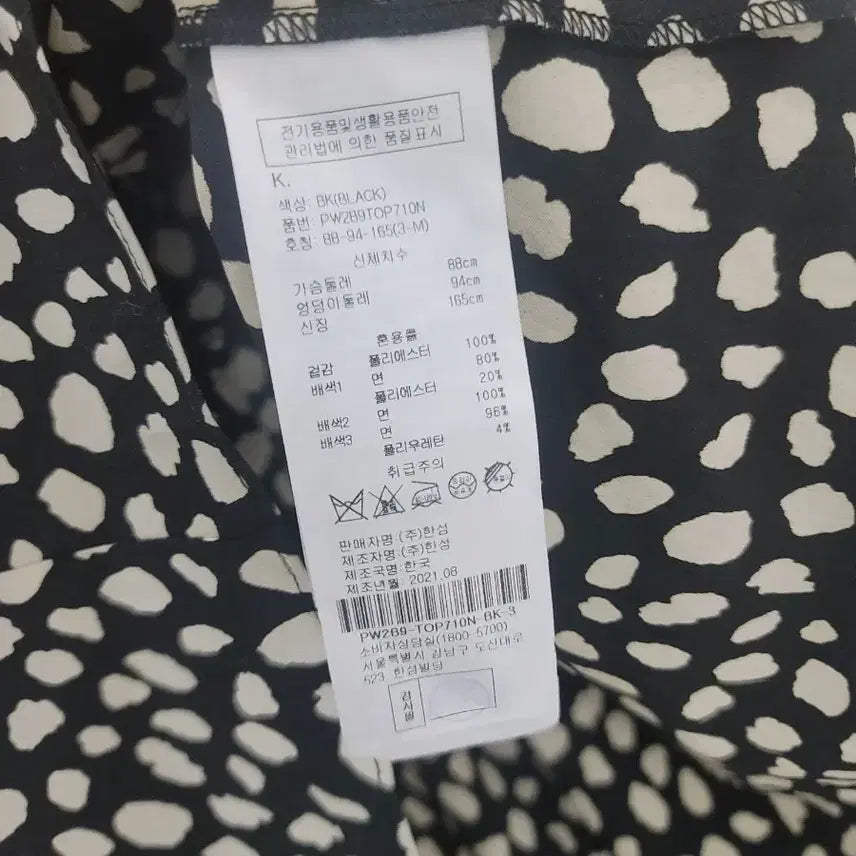 전기용품및생활용품안전
관리법에 의한 품질표시
K.
색상: BK(BLACK)
품번: PW2B9TOP710N
호칭: 88-94-165(3-M)
신체치수
가슴둘레 88cm
엉덩이둘레 94cm
신장 165cm
혼용률
겉감 폴리에스터 100%
배색1 면 80%
폴리에스터 20%
배색2 면 100%
배색3 면 96%
폴리우레탄 4%
취급주의
판매자명:(주)한섬
제조자명:(주)한섬
제조국명:한국
제조년월: 2021.06
PW2B9-TOP710N-BK-3
소비자상담실(1800-5700)
서울특별시 강남구 도산대로
523, 한섬빌딩
검사필